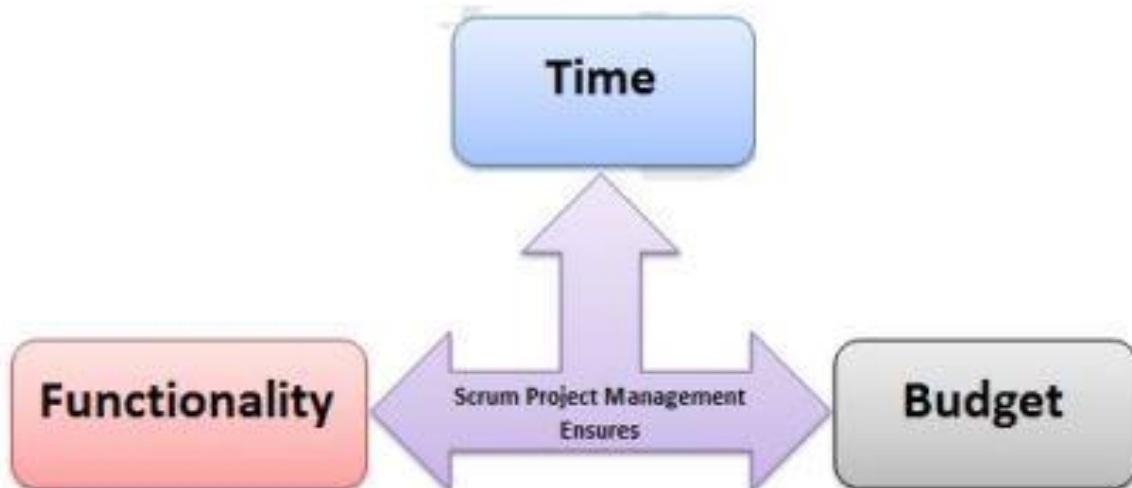 Time
Functionality
Scrum Project Management
Ensures
Budget